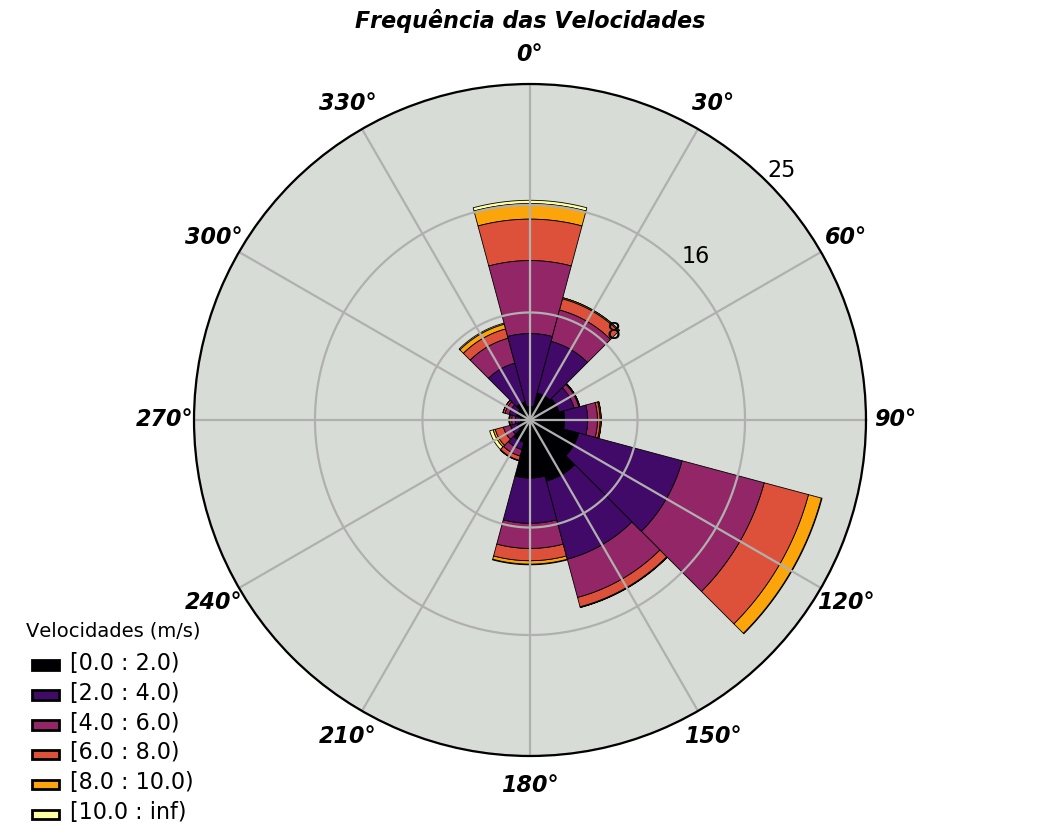 Frequência das Velocidades
0°
330°
30°
25
300°
60°
16
8
270°
90°
240°
120°
210°
150°
180°
Velocidades (m/s)
[0.0 : 2.0)
[2.0 : 4.0)
[4.0 : 6.0)
[6.0 : 8.0)
[8.0 : 10.0)
[10.0 : inf)